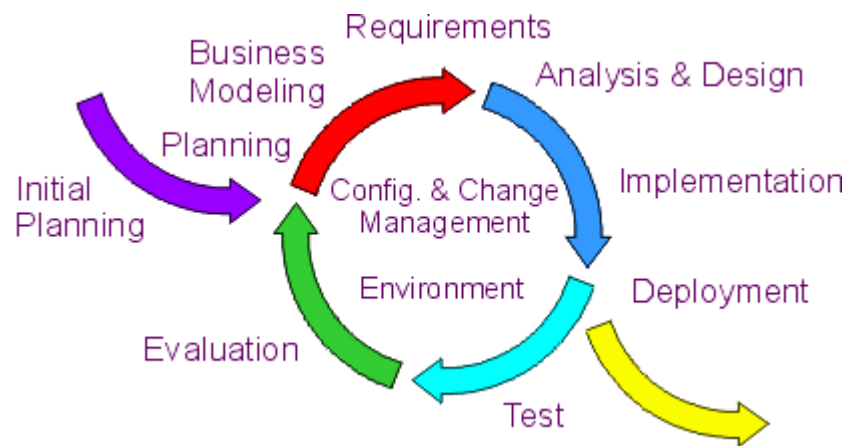 Requirements
Business
Modeling
Analysis & Design
Planning
Initial
Planning
Config. & Change
Management
Implementation
Environment
Deployment
Evaluation
Test